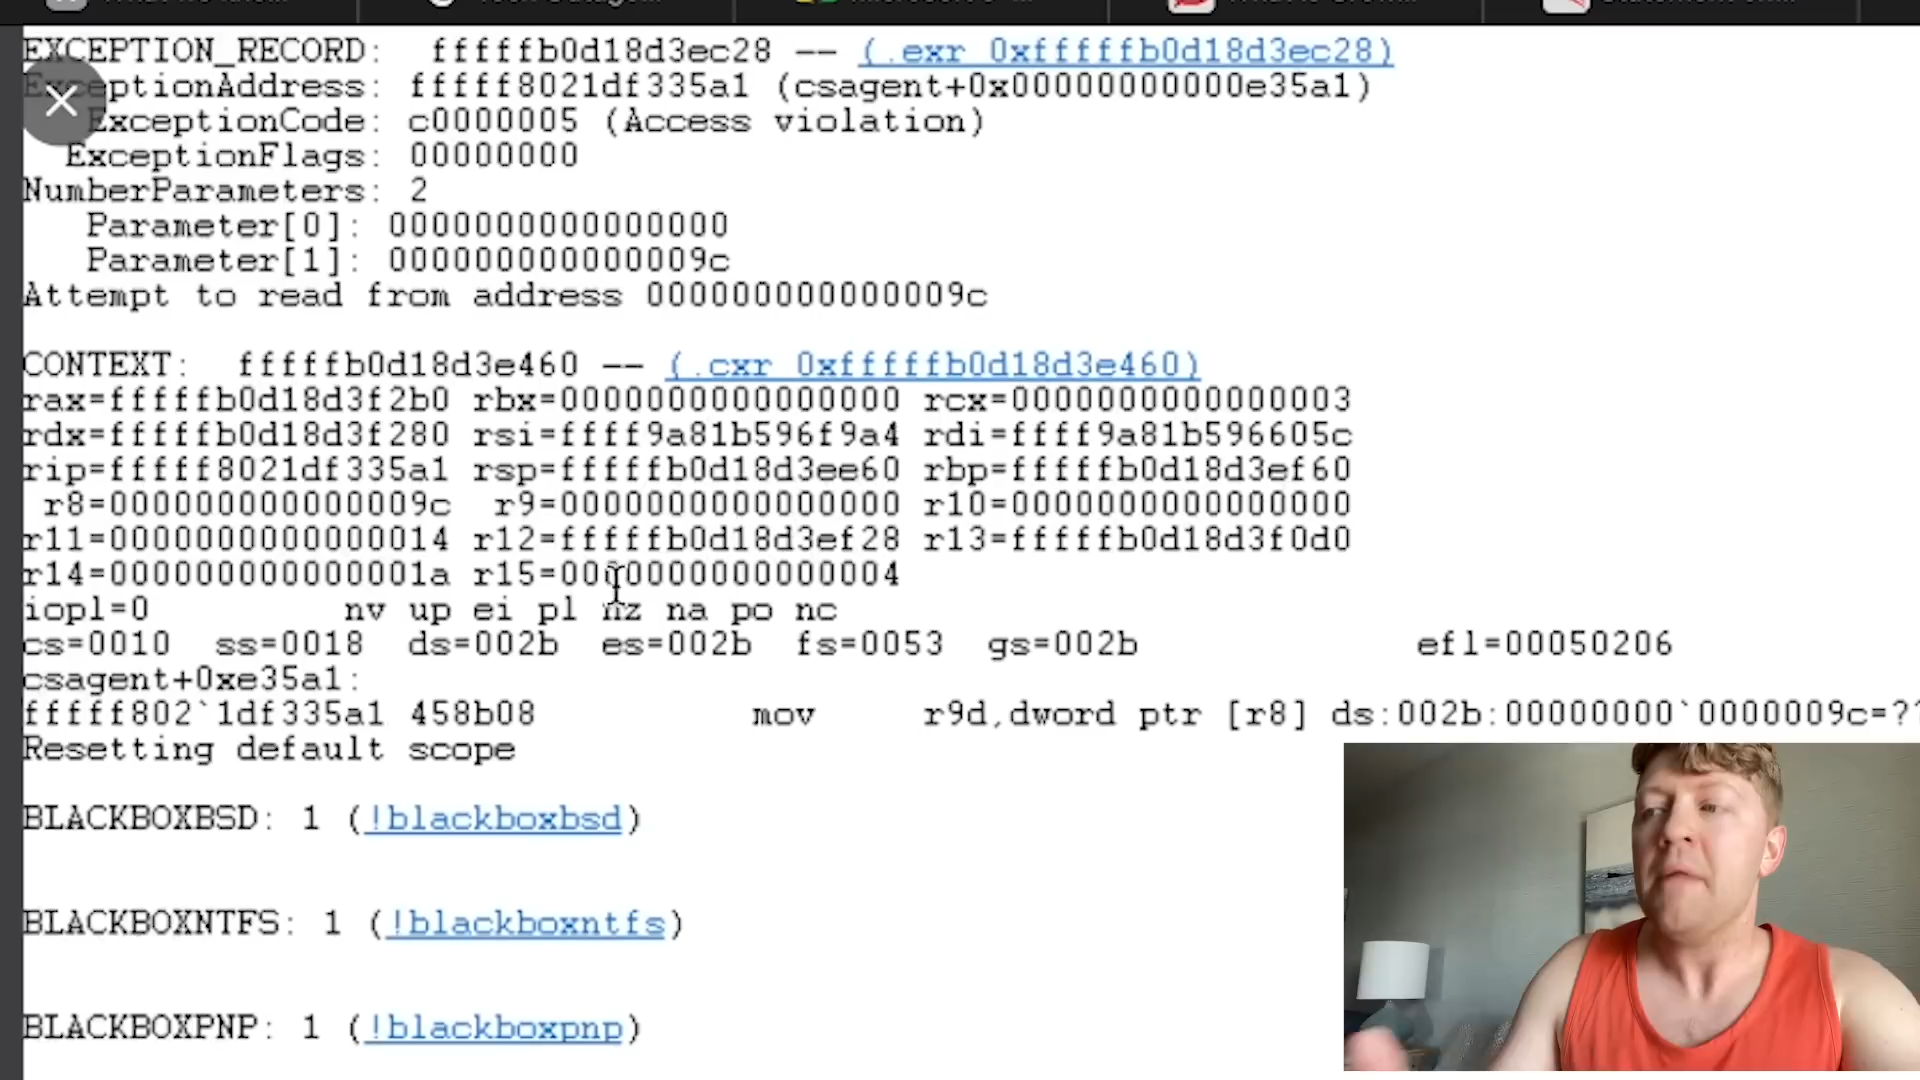 EXCEPTION_RECORD: fffffb0d18d3ec28 -- (.exr 0xfffffb0d18d3ec28)
ExceptionAddress: fffff8021df335a1 (csagent+0x00000000000e35a1)
ExceptionCode: c0000005 (Access violation)
ExceptionFlags: 00000000
NumberParameters: 2
Parameter[0]: 0000000000000000
Parameter[1]: 000000000000009c
Attempt to read from address 000000000000009c
CONTEXT: fffffb0d18d3e460 -- (.cxr 0xfffffb0d18d3e460)
rax=fffffb0d18d3f2b0 rbx=0000000000000000 rcx=0000000000000003
rdx=fffffb0d18d3f280 rsi=ffff9a81b596f9a4 rdi=ffff9a81b596605c
rip=fffff8021df335a1 rsp=fffffb0d18d3ee60 rbp=fffffb0d18d3ef60
r8=000000000000009c r9=0000000000000000 r10=0000000000000000
r11=0000000000000014 r12=fffffb0d18d3ef28 r13=fffffb0d18d3f0d0
r14=000000000000001a r15=0000000000000004
iopl=0 nv up ei pl nz na po nc
cs=0010 ss=0018 ds=002b es=002b fs=0053 gs=002b efl=00050206
csagent+0xe35a1:
fffff802`1df335a1 458b08 mov r9d,dword ptr [r8] ds:002b:00000000`0000009c=??
Resetting default scope
BLACKBOXBSD: 1 (!blackboxbsd)
BLACKBOXNTFS: 1 (!blackboxntfs)
BLACKBOXPNP: 1 (!blackboxpnp)